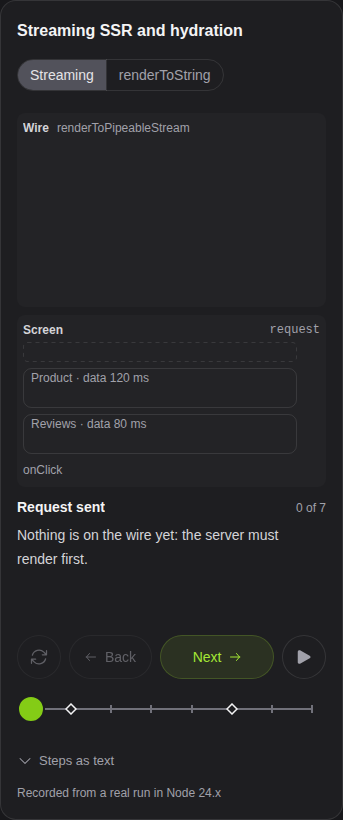 Streaming SSR and hydration
Streaming renderToString
Wire renderToPipeableStream
Screen request
Product · data 120 ms
Reviews · data 80 ms
onClick
Request sent 0 of 7
Nothing is on the wire yet: the server must
render first.
← Back Next →
Steps as text
Recorded from a real run in Node 24.x